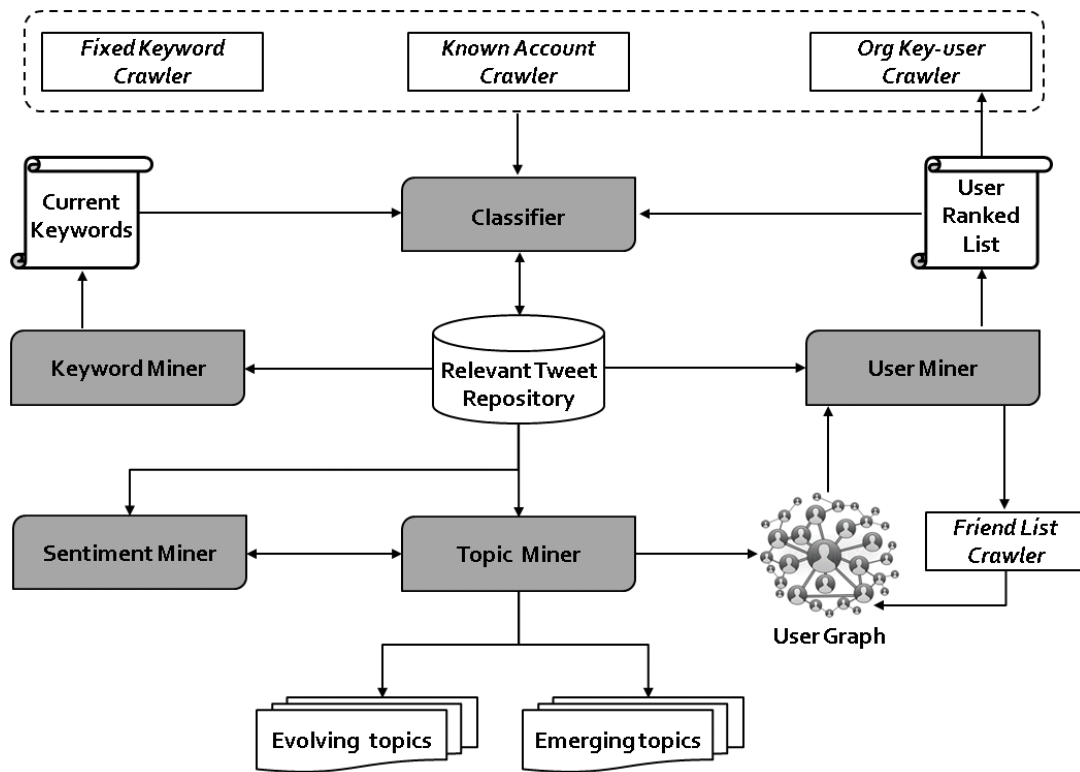 Fixed Keyword
Crawler
Known Account
Crawler
Org Key-user
Crawler
Current
Keywords
Classifier
User
Ranked
List
Keyword Miner
Relevant Tweet
Repository
User Miner
Sentiment Miner
Topic Miner
Friend List
Crawler
User Graph
Evolving topics
Emerging topics